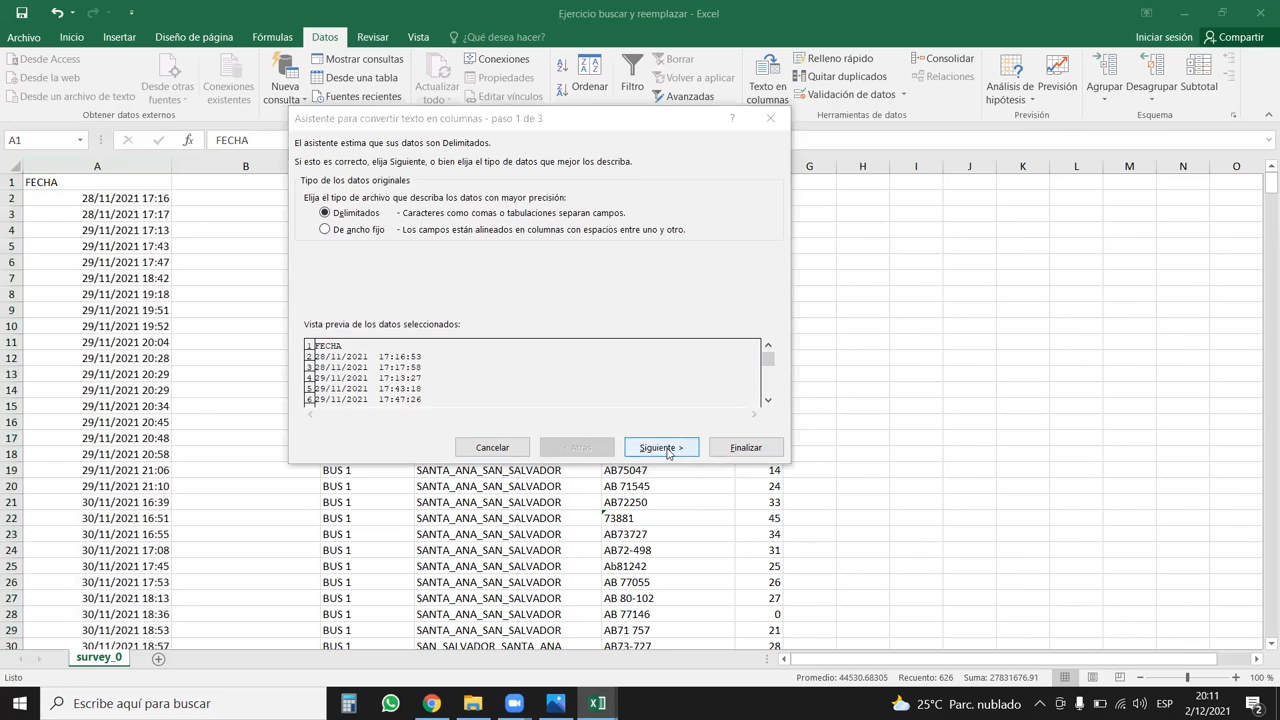 Ejercicio buscar y reemplazar - Excel
Archivo Inicio Insertar Diseño de página Fórmulas Datos Revisar Vista ¿Qué desea hacer? Iniciar sesión Compartir
Desde Access
Desde la web
Desde un archivo de texto
Desde otras fuentes
Conexiones existentes
Obtener datos externos
Nueva consulta
Mostrar consultas
Desde una tabla
Fuentes recientes
Actualizar todo
Conexiones
Propiedades
Editar vínculos
Ordenar
Filtro
Borrar
Volver a aplicar
Avanzadas
Texto en columnas
Relleno rápido
Quitar duplicados
Validación de datos
Consolidar
Relaciones
Herramientas de datos
Análisis de hipótesis
Previsión
Agrupar
Desagrupar
Subtotal
Esquema
A1 fx FECHA
A B G H I J K L M N O
Asistente para convertir texto en columnas - paso 1 de 3 ?
El asistente estima que sus datos son Delimitados.
Si esto es correcto, elija Siguiente, o bien elija el tipo de datos que mejor los describa.
Tipo de los datos originales
Elija el tipo de archivo que describa los datos con mayor precisión:
Delimitados - Caracteres como comas o tabulaciones separan campos.
De ancho fijo - Los campos están alineados en columnas con espacios entre uno y otro.
Vista previa de los datos seleccionados:
1 FECHA
2 28/11/2021 17:16:53
3 28/11/2021 17:17:58
4 29/11/2021 17:13:27
5 29/11/2021 17:43:18
6 29/11/2021 17:47:26
Cancelar < Atrás Siguiente > Finalizar
1 FECHA
2 28/11/2021 17:16
3 28/11/2021 17:17
4 29/11/2021 17:13
5 29/11/2021 17:43
6 29/11/2021 17:47
7 29/11/2021 18:42
8 29/11/2021 19:18
9 29/11/2021 19:51
10 29/11/2021 19:52
11 29/11/2021 20:04
12 29/11/2021 20:28
13 29/11/2021 20:29
14 29/11/2021 20:29
15 29/11/2021 20:34
16 29/11/2021 20:45
17 29/11/2021 20:48
18 29/11/2021 20:58
19 29/11/2021 21:06 BUS 1 SANTA_ANA_SAN_SALVADOR AB75047 14
20 29/11/2021 21:10 BUS 1 SANTA_ANA_SAN_SALVADOR AB 71545 24
21 30/11/2021 16:39 BUS 1 SANTA_ANA_SAN_SALVADOR AB72250 33
22 30/11/2021 16:51 BUS 1 SANTA_ANA_SAN_SALVADOR 73881 45
23 30/11/2021 16:55 BUS 1 SANTA_ANA_SAN_SALVADOR AB73727 34
24 30/11/2021 17:08 BUS 1 SANTA_ANA_SAN_SALVADOR AB72-498 31
25 30/11/2021 17:45 BUS 1 SANTA_ANA_SAN_SALVADOR Ab81242 25
26 30/11/2021 17:53 BUS 1 SANTA_ANA_SAN_SALVADOR AB 77055 26
27 30/11/2021 18:13 BUS 1 SANTA_ANA_SAN_SALVADOR AB 80-102 27
28 30/11/2021 18:36 BUS 1 SANTA_ANA_SAN_SALVADOR AB 77146 0
29 30/11/2021 18:53 BUS 1 SANTA_ANA_SAN_SALVADOR AB71 757 21
30 30/11/2021 18:57 BUS 1 SAN_SALVADOR_SANTA_ANA AB73-727 28
survey_0
Listo Promedio: 44530.68305 Recuento: 626 Suma: 27831676.91 100 %
Escribe aquí para buscar 25°C Parc. nublado ESP 20:11
2/12/2021